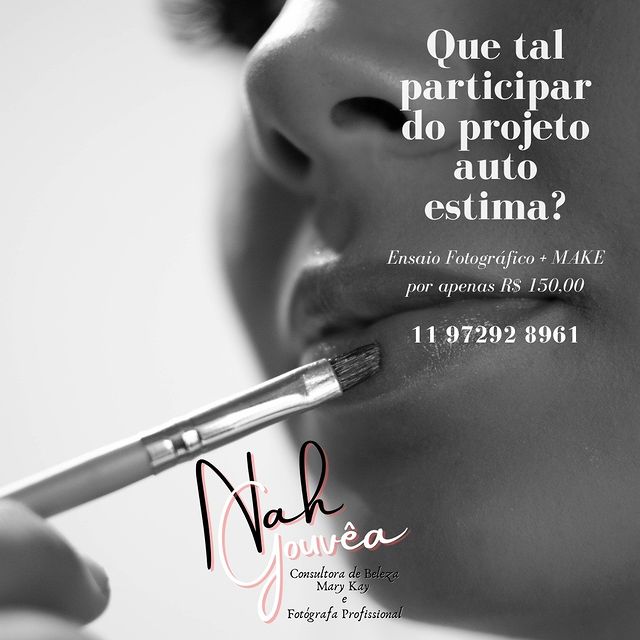 Que tal
participar
do projeto
auto
estima?
Ensaio Fotográfico + MAKE
por apenas R$ 150,00
11 97292 8961
Nah
Gouvêa
Consultora de Beleza
Mary Kay
e
Fotógrafa Profissional